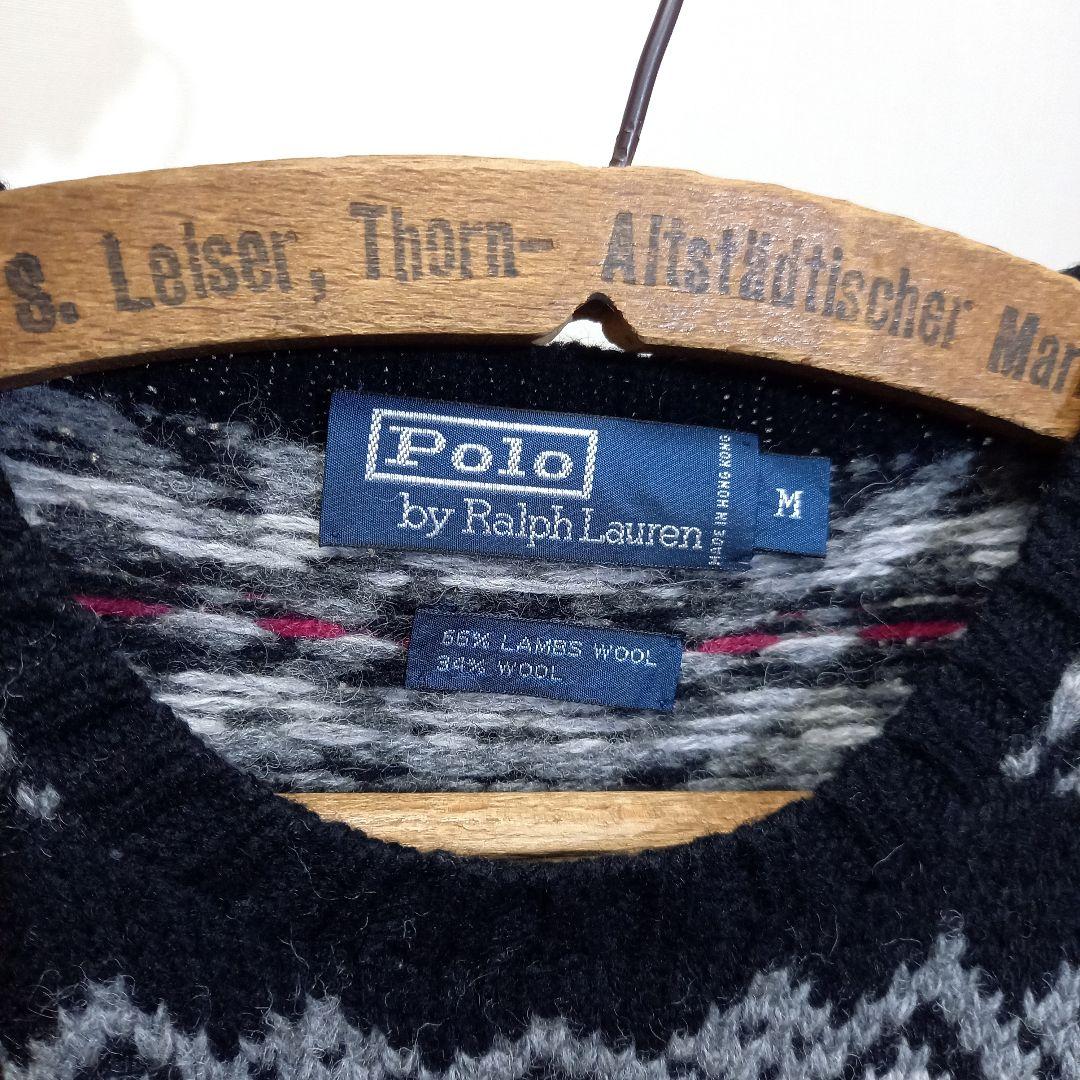 s. Leiser, Thorn- Altstädtischer Mar
Polo
by Ralph Lauren
MADE IN HONG KONG
M
66% LAMBS WOOL
34% WOOL